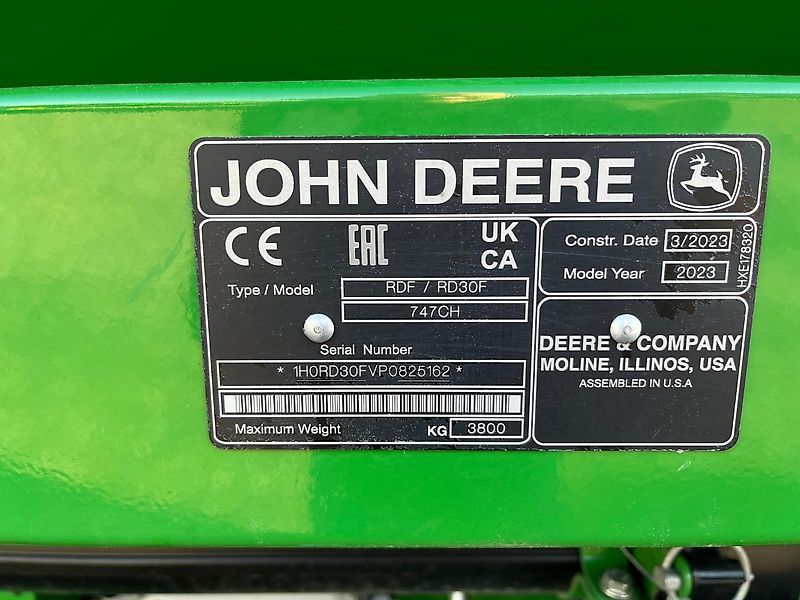 JOHN DEERE
CE
EAC
UK
CA
Type / Model
RDF / RD30F
747CH
Serial Number
* 1H0RD30FVP0825162 *
Maximum Weight
KG
3800
Constr. Date
3/2023
Model Year
2023
HXE178320
DEERE & COMPANY
MOLINE, ILLINOS, USA
ASSEMBLED IN U.S.A